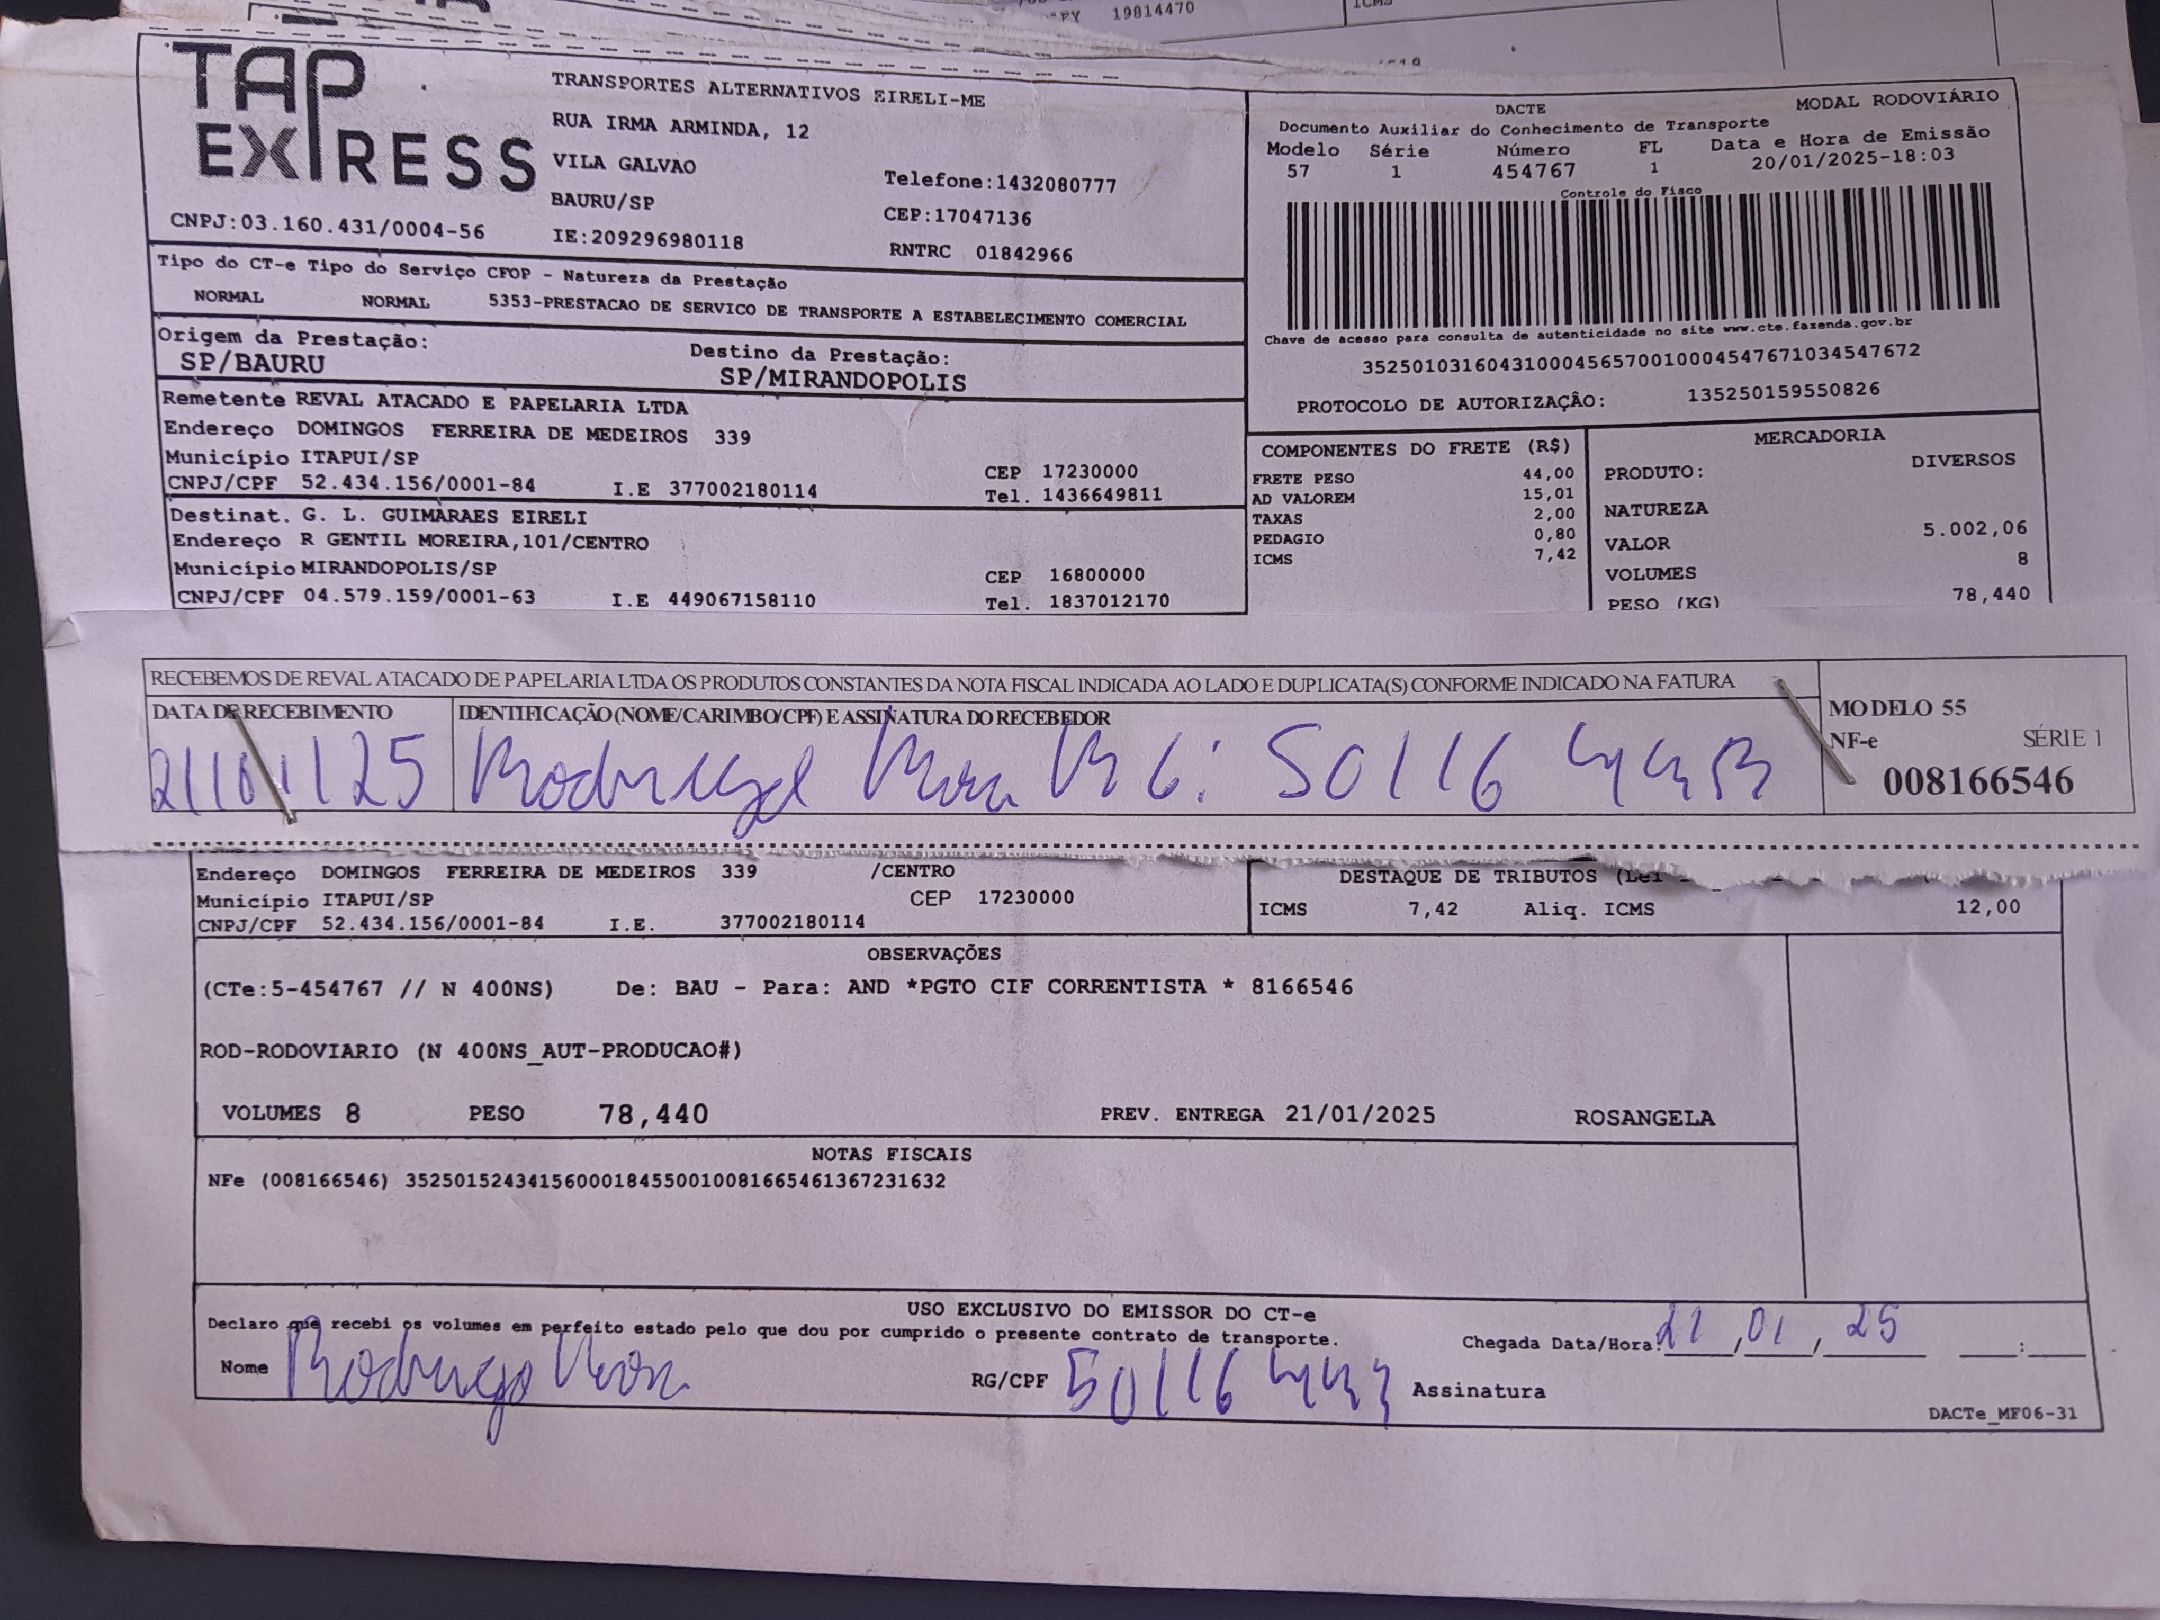 19814470
ICMS
TAP EXPRESS
TRANSPORTES ALTERNATIVOS EIRELI-ME
RUA IRMA ARMINDA, 12
VILA GALVAO
Telefone:1432080777
BAURU/SP
CEP:17047136
CNPJ:03.160.431/0004-56
IE:209296980118
RNTRC 01842966
DACTE
MODAL RODOVIÁRIO
Documento Auxiliar do Conhecimento de Transporte
Modelo Série Número FL Data e Hora de Emissão
57 1 454767 1 20/01/2025-18:03
Controle do Fisco
Chave de acesso para consulta de autenticidade no site www.cte.fazenda.gov.br
35250103160431000456570010004547671034547672
PROTOCOLO DE AUTORIZAÇÃO: 135250159550826
Tipo do CT-e Tipo do Serviço CFOP - Natureza da Prestação
NORMAL NORMAL 5353-PRESTACAO DE SERVICO DE TRANSPORTE A ESTABELECIMENTO COMERCIAL
Origem da Prestação: Destino da Prestação:
SP/BAURU SP/MIRANDOPOLIS
Remetente REVAL ATACADO E PAPELARIA LTDA
Endereço DOMINGOS FERREIRA DE MEDEIROS 339
Município ITAPUI/SP CEP 17230000
CNPJ/CPF 52.434.156/0001-84 I.E 377002180114 Tel. 1436649811
Destinat. G. L. GUIMARAES EIRELI
Endereço R GENTIL MOREIRA,101/CENTRO
Município MIRANDOPOLIS/SP CEP 16800000
CNPJ/CPF 04.579.159/0001-63 I.E 449067158110 Tel. 1837012170
COMPONENTES DO FRETE (R$)
FRETE PESO 44,00
AD VALOREM 15,01
TAXAS 2,00
PEDAGIO 0,80
ICMS 7,42
MERCADORIA
PRODUTO: DIVERSOS
NATUREZA
VALOR 5.002,06
VOLUMES 8
PESO (KG) 78,440
RECEBEMOS DE REVAL ATACADO DE PAPELARIA LTDA OS PRODUTOS CONSTANTES DA NOTA FISCAL INDICADA AO LADO E DUPLICATA(S) CONFORME INDICADO NA FATURA
DATA DE RECEBIMENTO IDENTIFICAÇÃO (NOME/CARIMBO/CPF) E ASSINATURA DO RECEBEDOR
21/01/25
MODELO 55
NF-e SÉRIE 1
008166546
Endereço DOMINGOS FERREIRA DE MEDEIROS 339 /CENTRO
Município ITAPUI/SP CEP 17230000
CNPJ/CPF 52.434.156/0001-84 I.E. 377002180114
DESTAQUE DE TRIBUTOS (Lei
ICMS 7,42 Aliq. ICMS 12,00
OBSERVAÇÕES
(CTe:5-454767 // N 400NS) De: BAU - Para: AND *PGTO CIF CORRENTISTA * 8166546
ROD-RODOVIARIO (N 400NS_AUT-PRODUCAO#)
VOLUMES 8 PESO 78,440 PREV. ENTREGA 21/01/2025 ROSANGELA
NOTAS FISCAIS
NFe (008166546) 35250152434156000184550010081665461367231632
USO EXCLUSIVO DO EMISSOR DO CT-e
Declaro que recebi os volumes em perfeito estado pelo que dou por cumprido o presente contrato de transporte.
Chegada Data/Hora: 21,01,25 :
Nome Rodrigo RG/CPF 50116 Assinatura
DACTe_MF06-31